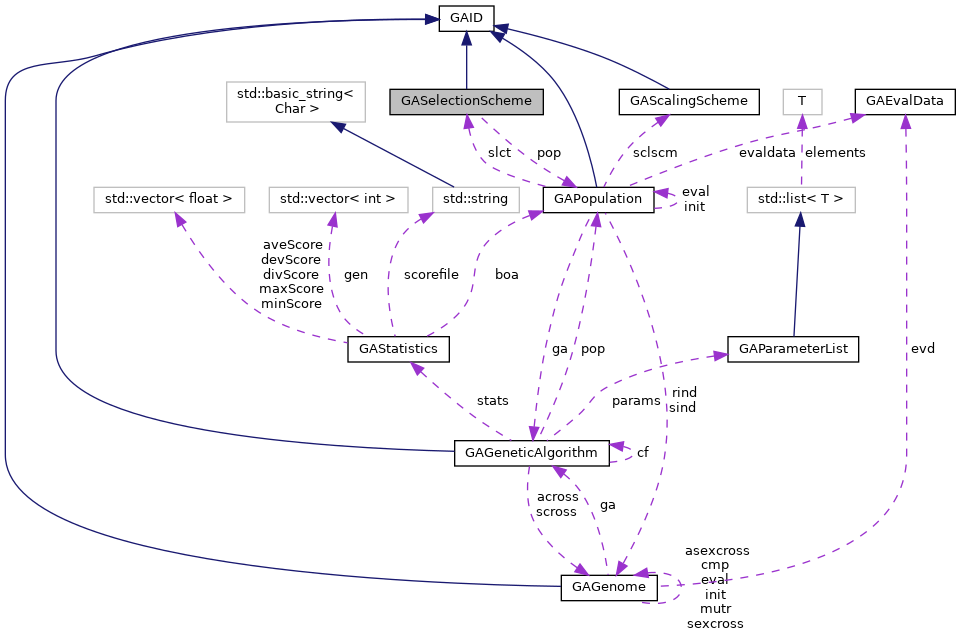 GAID
std::basic_string<
Char >
GASelectionScheme
GAScalingScheme
T
GAEvalData
slct
pop
sclscm
evaldata
elements
std::vector< float >
std::vector< int >
std::string
GAPopulation
eval
init
std::list< T >
aveScore
devScore
divScore
maxScore
minScore
gen
scorefile
boa
GAStatistics
ga
pop
GAParameterList
evd
stats
params
rind
sind
GAGeneticAlgorithm
cf
across
scross
ga
GAGenome
asexcross
cmp
eval
init
mutr
sexcross